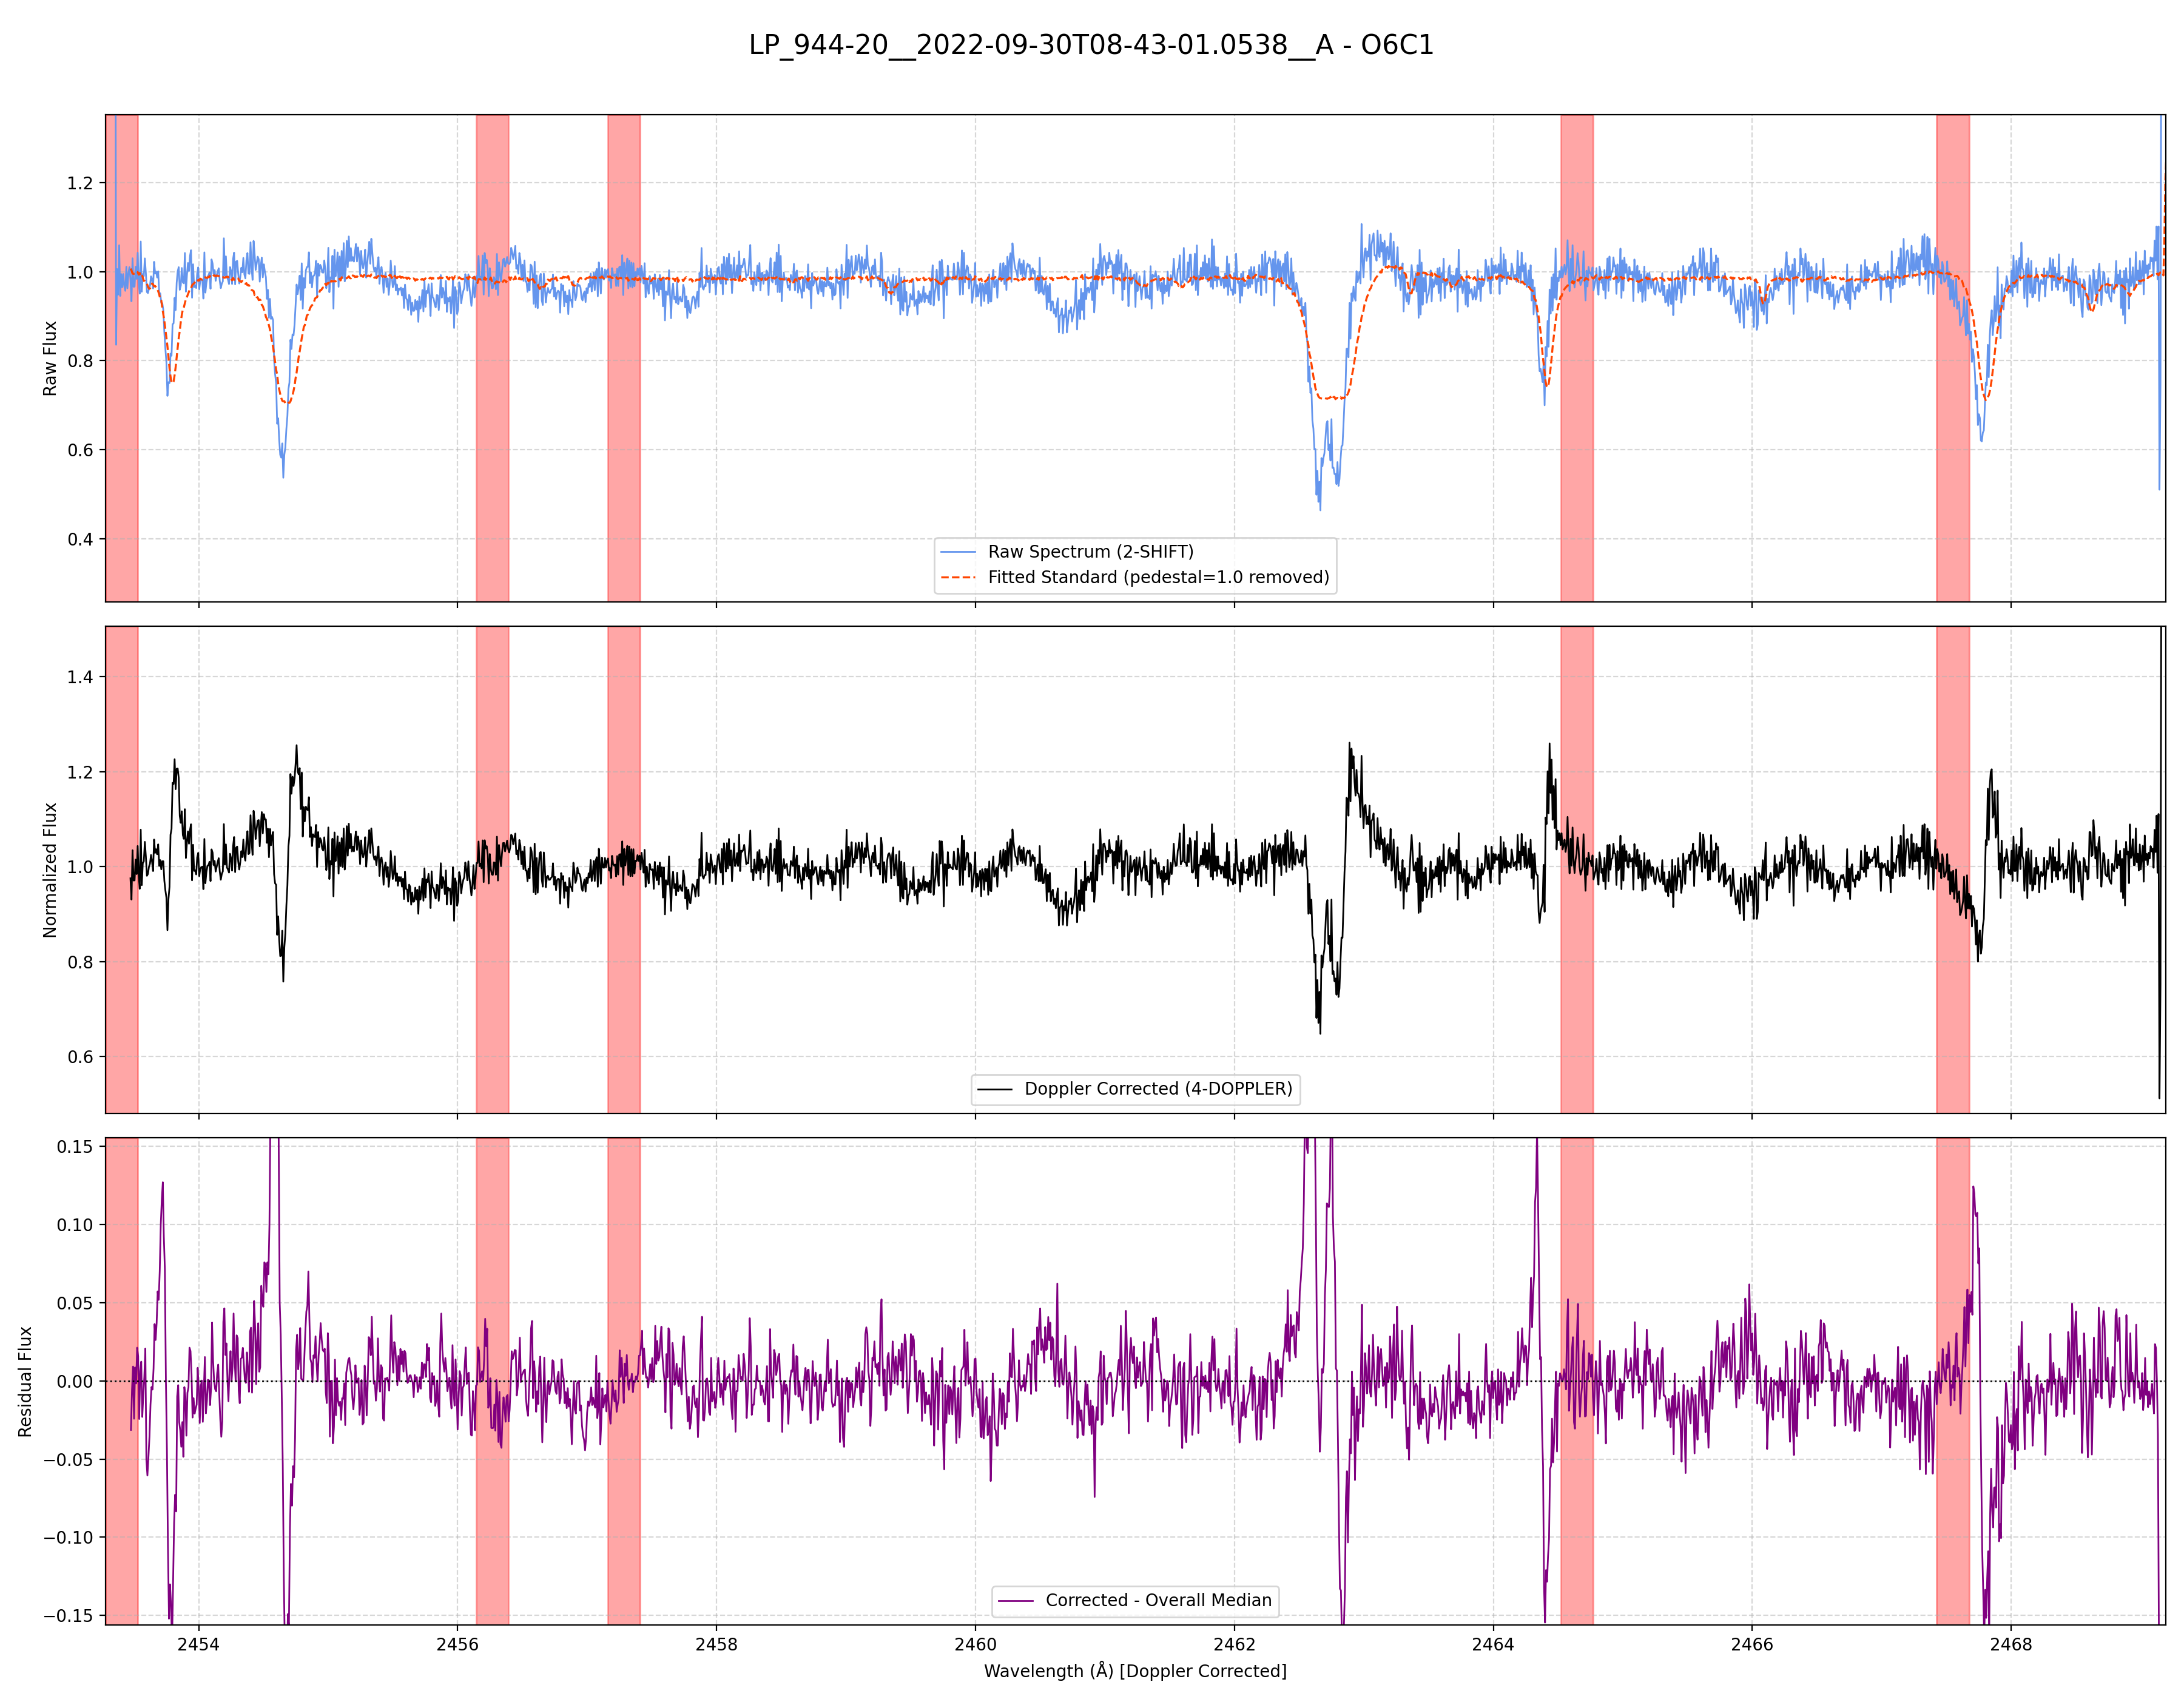 LP_944-20__2022-09-30T08-43-01.0538__A - O6C1
1.2
1.0
0.8
0.6
0.4
Raw Flux
Raw Spectrum (2-SHIFT)
Fitted Standard (pedestal=1.0 removed)
1.4
1.2
1.0
0.8
0.6
Normalized Flux
Doppler Corrected (4-DOPPLER)
0.15
0.10
0.05
0.00
−0.05
−0.10
−0.15
Residual Flux
Corrected - Overall Median
2454 2456 2458 2460 2462 2464 2466 2468
Wavelength (Å) [Doppler Corrected]